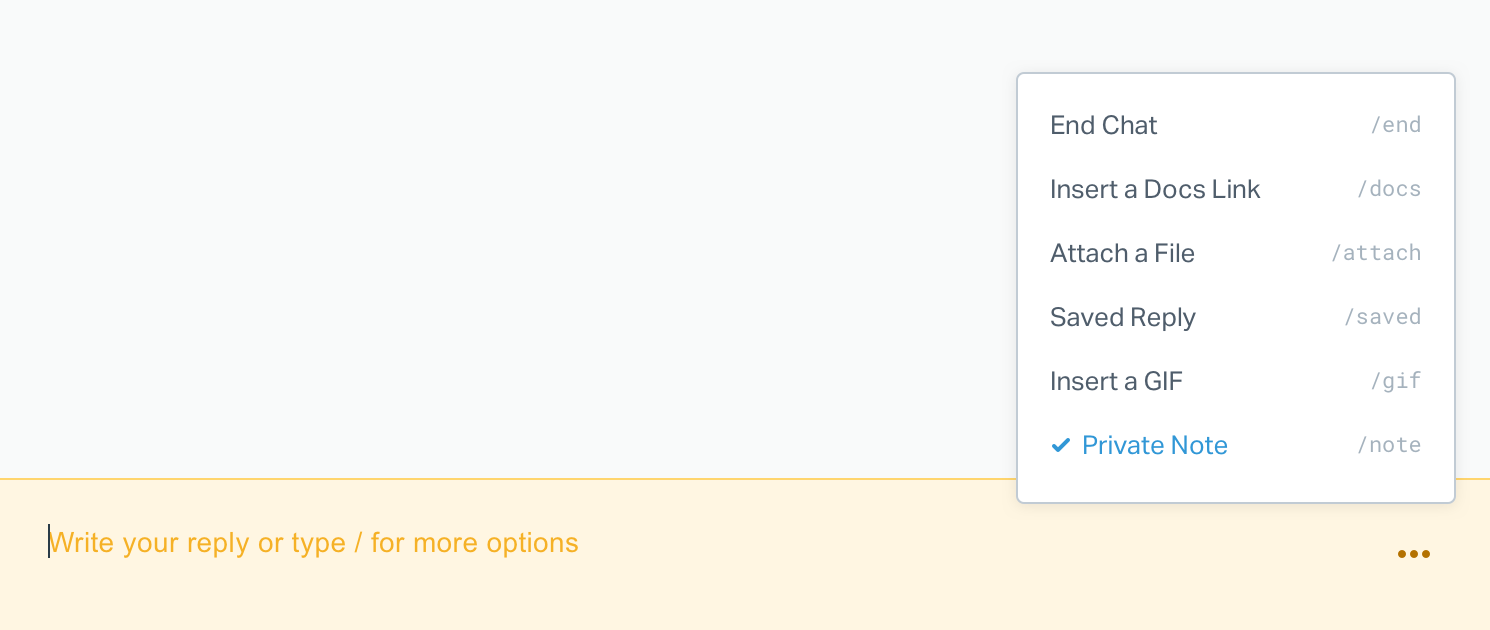 End Chat /end
Insert a Docs Link /docs
Attach a File /attach
Saved Reply /saved
Insert a GIF /gif
Private Note /note
Write your reply or type / for more options